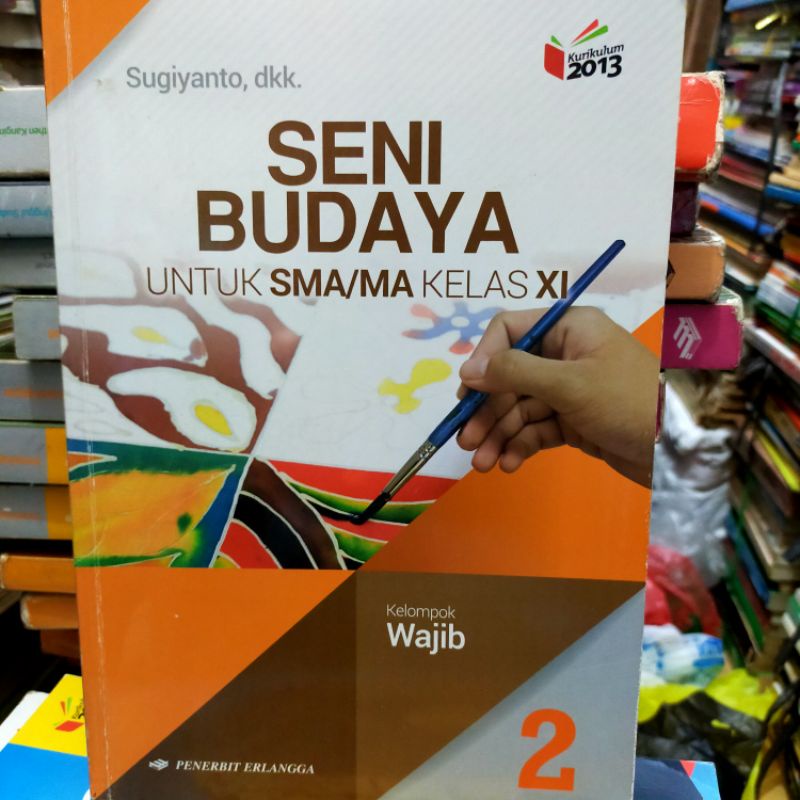 Kurikulum
2013
Sugiyanto, dkk.
SENI
BUDAYA
UNTUK SMA/MA KELAS XI
Kelompok
Wajib
2
PENERBIT ERLANGGA